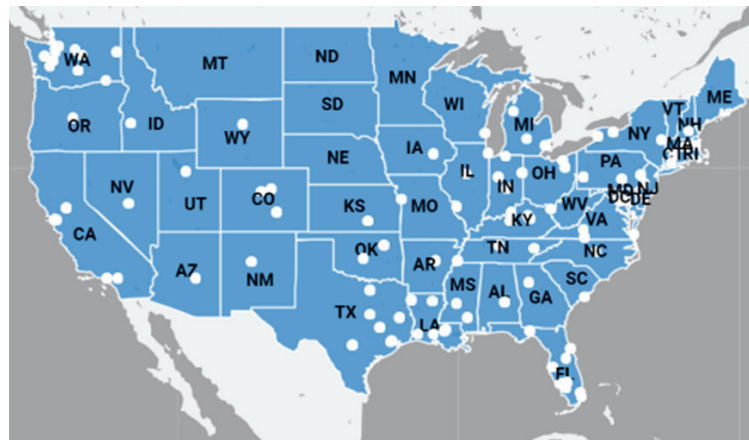 WA
MT
ND
MN
ME
VT
NH
OR
ID
WY
SD
WI
MI
NY
MA
CT
RI
NE
IA
PA
NJ
NV
UT
CO
IL
IN
OH
MD
DC
DE
CA
KS
MO
KY
WV
VA
AZ
NM
OK
AR
TN
NC
TX
LA
MS
AL
GA
SC
FL